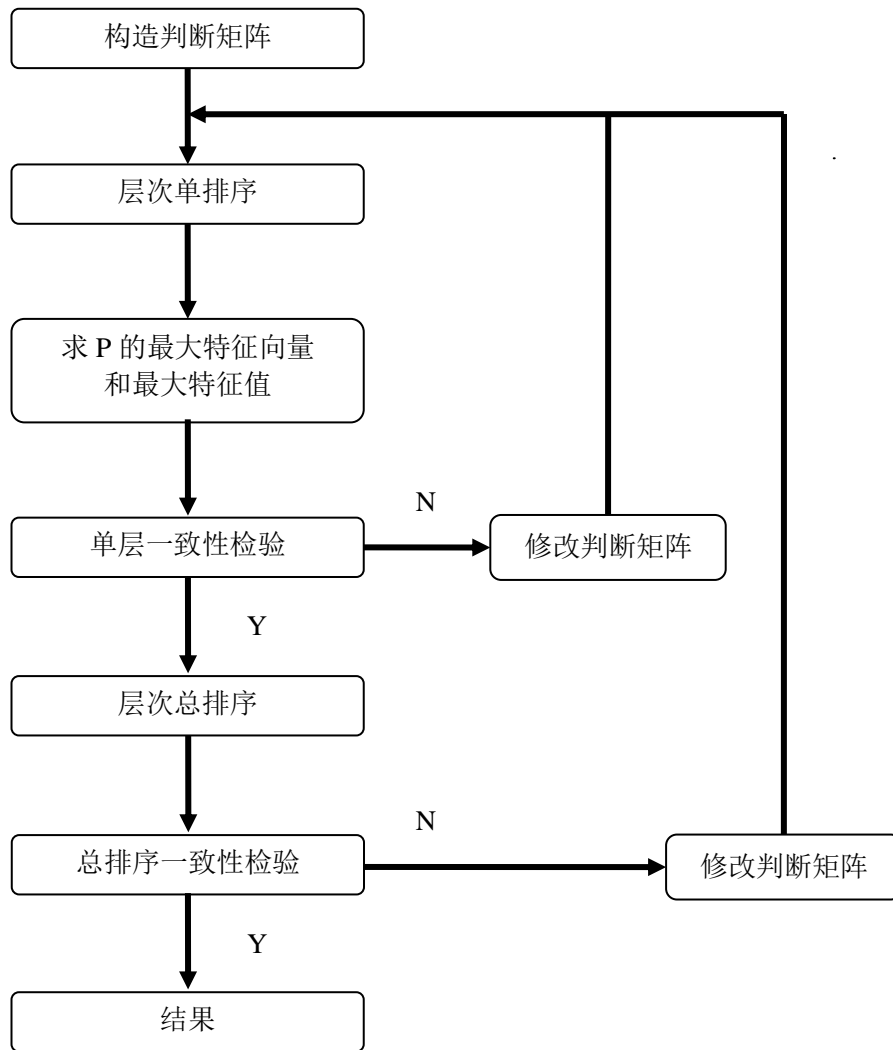 构造判断矩阵
层次单排序
求 P 的最大特征向量
和最大特征值
单层一致性检验
N
修改判断矩阵
Y
层次总排序
总排序一致性检验
N
修改判断矩阵
Y
结果